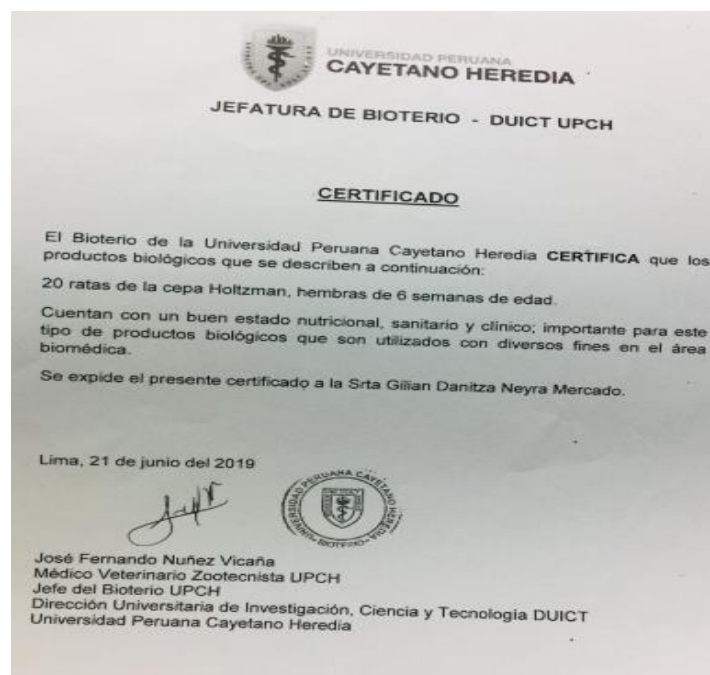 UNIVERSIDAD PERUANA
CAYETANO HEREDIA
JEFATURA DE BIOTERIO - DUICT UPCH
CERTIFICADO
El Bioterio de la Universidad Peruana Cayetano Heredia CERTIFICA que los
productos biológicos que se describen a continuación:
20 ratas de la cepa Holtzman, hembras de 6 semanas de edad.
Cuentan con un buen estado nutricional, sanitario y clínico; importante para este
tipo de productos biológicos que son utilizados con diversos fines en el área
biomédica.
Se expide el presente certificado a la Srta Gilian Danitza Neyra Mercado.
Lima, 21 de junio del 2019
UNIVERSIDAD PERUANA CAYETANO HEREDIA
BIOTERIO
José Fernando Nuñez Vicaña
Médico Veterinario Zootecnista UPCH
Jefe del Bioterio UPCH
Dirección Universitaria de Investigación, Ciencia y Tecnología DUICT
Universidad Peruana Cayetano Heredia